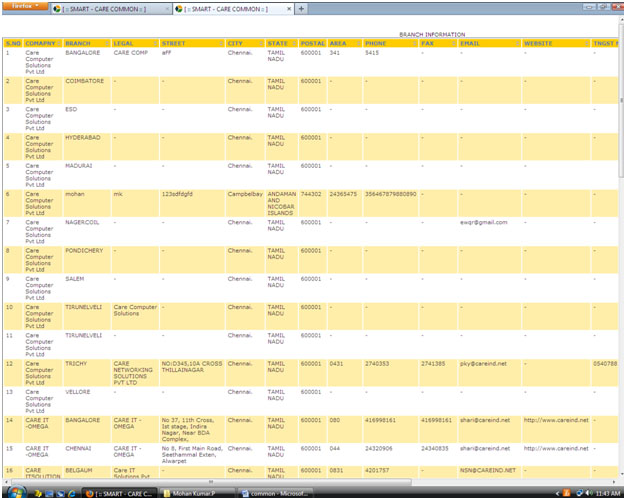 firefox
[ :: SMART - CARE COMMON :: ] × [ :: SMART - CARE COMMON :: ] × +
BRANCH INFORMATION
S.NO COMAPNY BRANCH LEGAL STREET CITY STATE POSTAL AREA PHONE FAX EMAIL WEBSITE TNGST
1 Care BANGALORE CARE COMP aFF Chennai. TAMIL 600001 341 5415 - - - -
Computer NADU
Solutions
Pvt Ltd
2 Care COIMBATORE - - Chennai. TAMIL 600001 - - - - - -
Computer NADU
Solutions
Pvt Ltd
3 Care ESD - - Chennai. TAMIL 600001 - - - - - -
Computer NADU
Solutions
Pvt Ltd
4 Care HYDERABAD - - Chennai. TAMIL 600001 - - - - - -
Computer NADU
Solutions
Pvt Ltd
5 Care MADURAI - - Chennai. TAMIL 600001 - - - - - -
Computer NADU
Solutions
Pvt Ltd
6 Care mohan mk 123sdfdgfd Campbelbay ANDAMAN 744302 24365475 356467879880890 - - - -
Computer AND
Solutions NICOBAR
Pvt Ltd ISLANDS
7 Care NAGERCOIL - - Chennai. TAMIL 600001 - - - ewqr@gmail.com - -
Computer NADU
Solutions
Pvt Ltd
8 Care PONDICHERY - - Chennai. TAMIL 600001 - - - - - -
Computer NADU
Solutions
Pvt Ltd
9 Care SALEM - - Chennai. TAMIL 600001 - - - - - -
Computer NADU
Solutions
Pvt Ltd
10 Care TIRUNELVELI Care Computer - Chennai. TAMIL 600001 - - - - - -
Computer Solutions NADU
Solutions
Pvt Ltd
11 Care TIRUNELVELI - - Chennai. TAMIL 600001 - - - - - -
Computer NADU
Solutions
Pvt Ltd
12 Care TRICHY CARE NO:D345,10A CROSS Chennai. TAMIL 600001 0431 2740353 2741385 pky@careind.net - 0540788
Computer NETWORKING THILLAINAGAR NADU
Solutions SOLUTIONS
Pvt Ltd PVT LTD
13 Care VELLORE - - Chennai. TAMIL 600001 - - - - - -
Computer NADU
Solutions
Pvt Ltd
14 CARE IT BANGALORE CARE IT - No 37, 11th Cross, Chennai. TAMIL 600001 080 416998161 416998161 shari@careind.net http://www.careind.net -
-OMEGA OMEGA Ist stage, Indira NADU
Nagar, Near BDA
Complex,
15 CARE IT CHENNAI CARE IT - No 8, First Main Road, Chennai. TAMIL 600001 044 24320906 24340835 shari@careind.net http://www.careind.net -
-OMEGA OMEGA Seethammal Exten, NADU
Alwarpet
16 CARE BELGAUM Care IT - Chennai. TAMIL 600001 0831 4201757 - NSN@CAREIND.NET - -
ITSOLUTION Solutions Pvt NADU
[ :: SMART - CARE C... Mohan Kumar.P common - Microsof... 11:43 AM